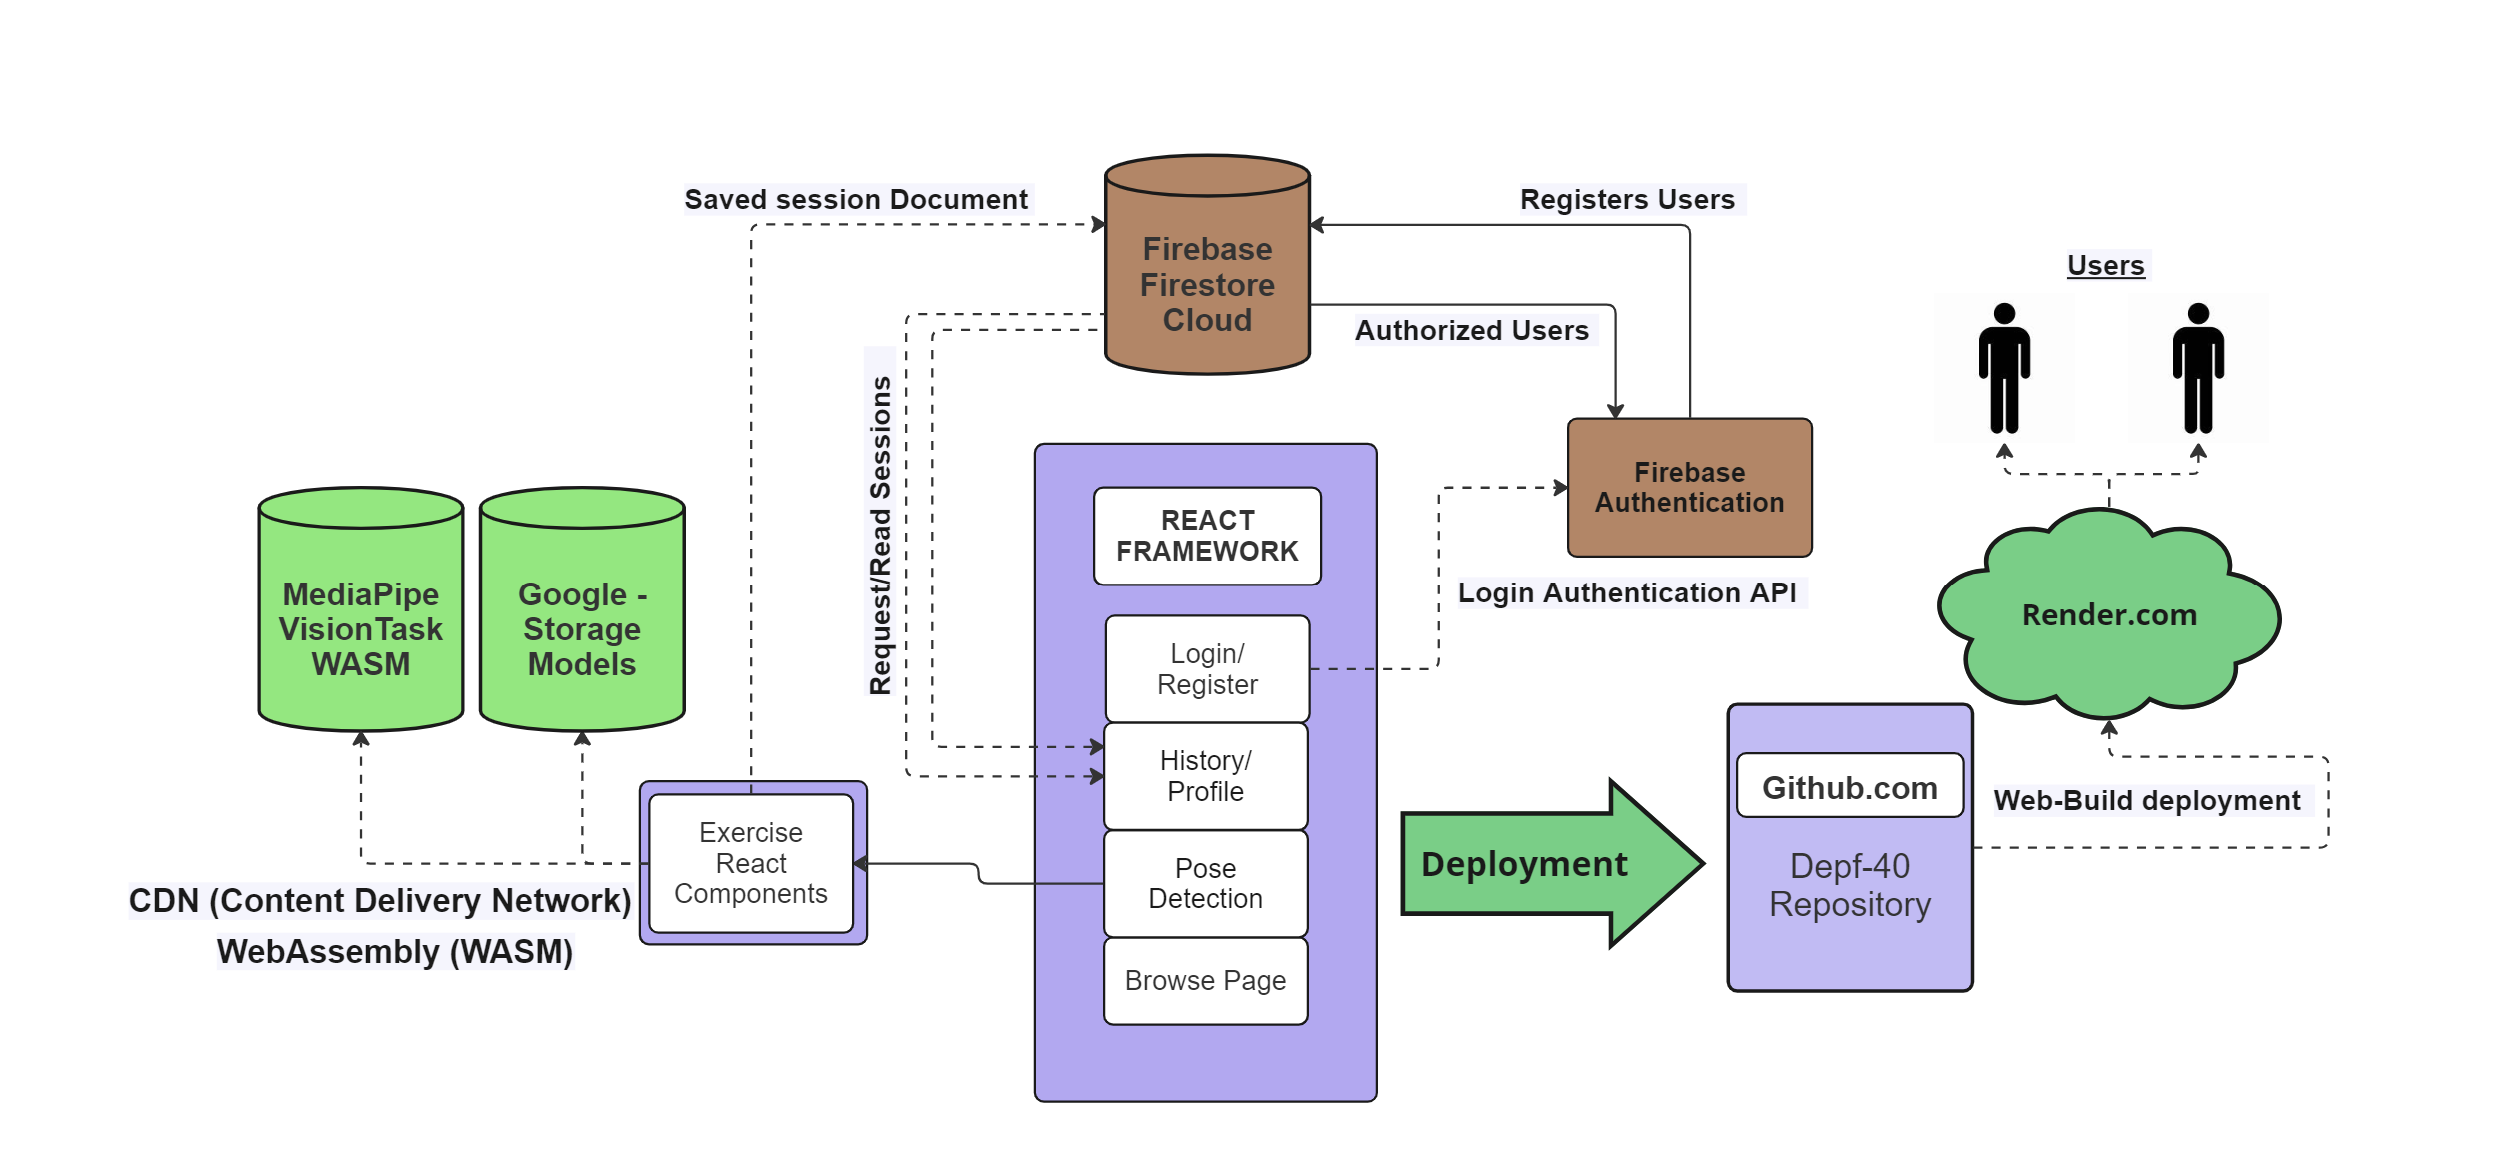 Saved session Document
Registers Users
Firebase
Firestore
Cloud
Authorized Users
Users
Request/Read Sessions
Firebase
Authentication
REACT
FRAMEWORK
Login Authentication API
MediaPipe
VisionTask
WASM
Google -
Storage
Models
Render.com
Login/
Register
History/
Profile
Github.com
Web-Build deployment
Exercise
React
Components
Pose
Detection
Deployment
Depf-40
Repository
CDN (Content Delivery Network)
WebAssembly (WASM)
Browse Page